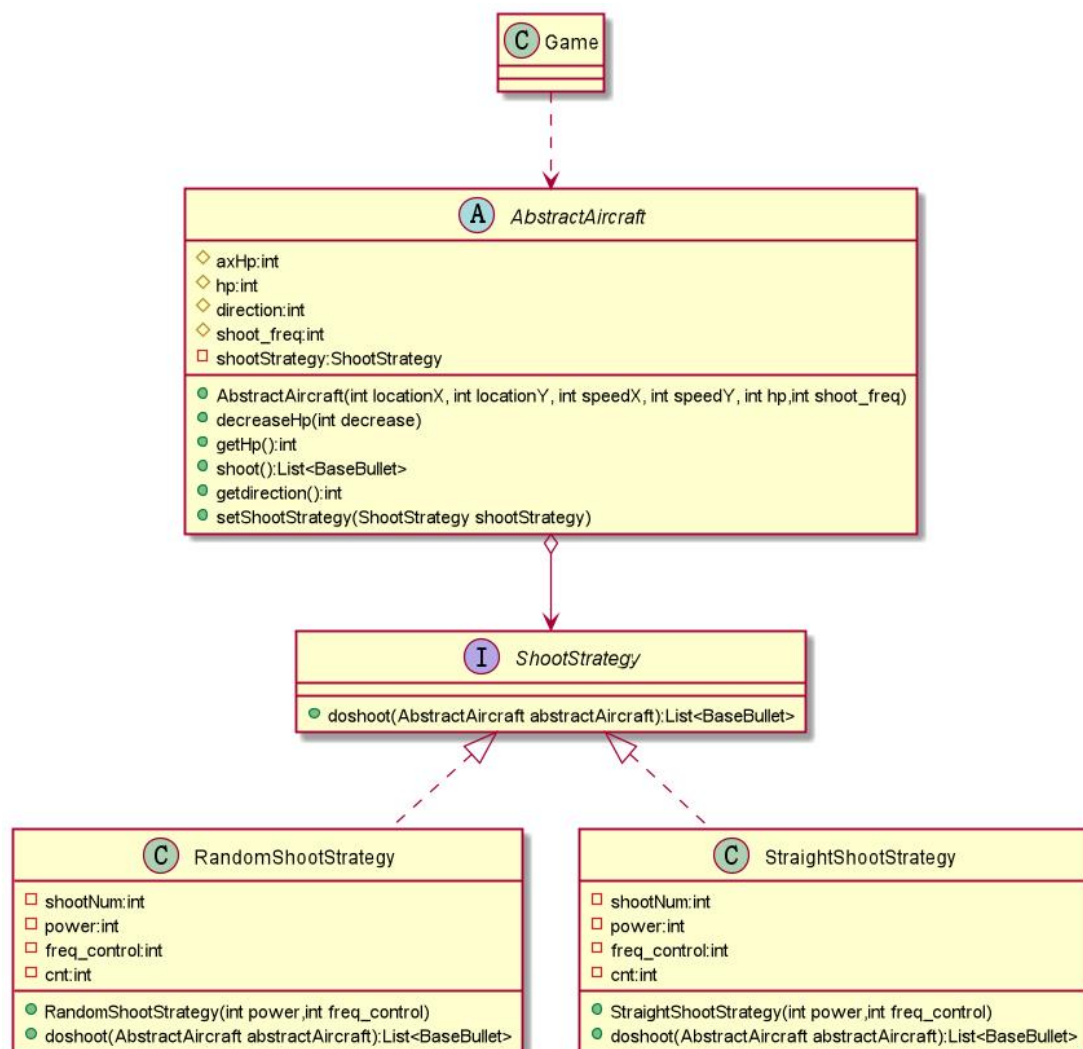 C Game
A AbstractAircraft
axHp:int
hp:int
direction:int
shoot_freq:int
shootStrategy:ShootStrategy
AbstractAircraft(int locationX, int locationY, int speedX, int speedY, int hp,int shoot_freq)
decreaseHp(int decrease)
getHp():int
shoot():List<BaseBullet>
getdirection():int
setShootStrategy(ShootStrategy shootStrategy)
I ShootStrategy
doshoot(AbstractAircraft abstractAircraft):List<BaseBullet>
C RandomShootStrategy
shootNum:int
power:int
freq_control:int
cnt:int
RandomShootStrategy(int power,int freq_control)
doshoot(AbstractAircraft abstractAircraft):List<BaseBullet>
C StraightShootStrategy
shootNum:int
power:int
freq_control:int
cnt:int
StraightShootStrategy(int power,int freq_control)
doshoot(AbstractAircraft abstractAircraft):List<BaseBullet>